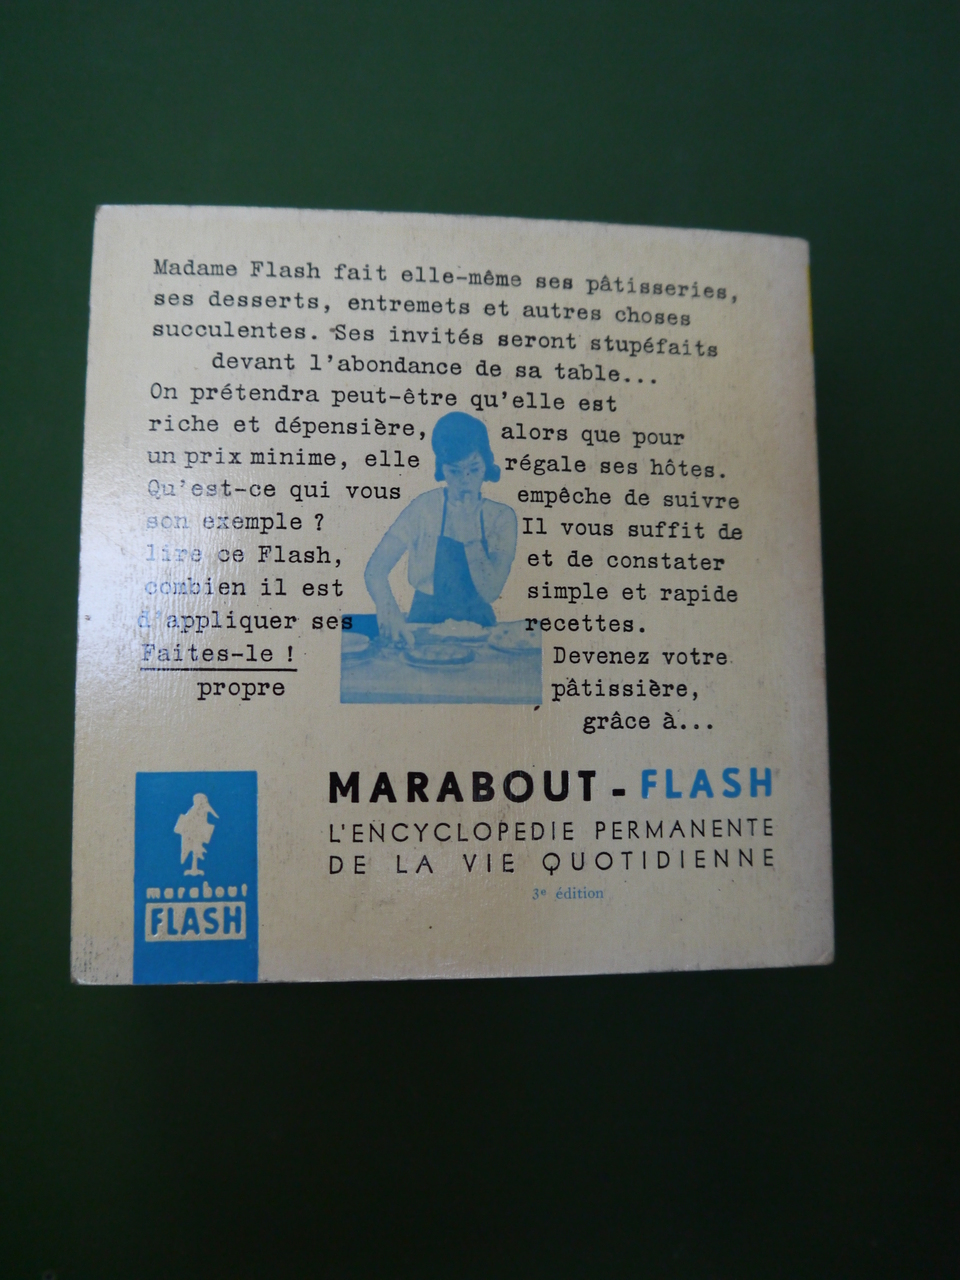 Madame Flash fait elle-même ses pâtisseries,
ses desserts, entremets et autres choses
succulentes. Ses invités seront stupéfaits
devant l'abondance de sa table...
On prétendra peut-être qu'elle est
riche et dépensière, alors que pour
un prix minime, elle régale ses hôtes.
Qu'est-ce qui vous empêche de suivre
son exemple ? Il vous suffit de
lire ce Flash, et de constater
combien il est simple et rapide
d'appliquer ses recettes.
Faites-le ! Devenez votre
propre pâtissière,
grâce à...
MARABOUT - FLASH
L'ENCYCLOPEDIE PERMANENTE
DE LA VIE QUOTIDIENNE
3e édition
marabout
FLASH